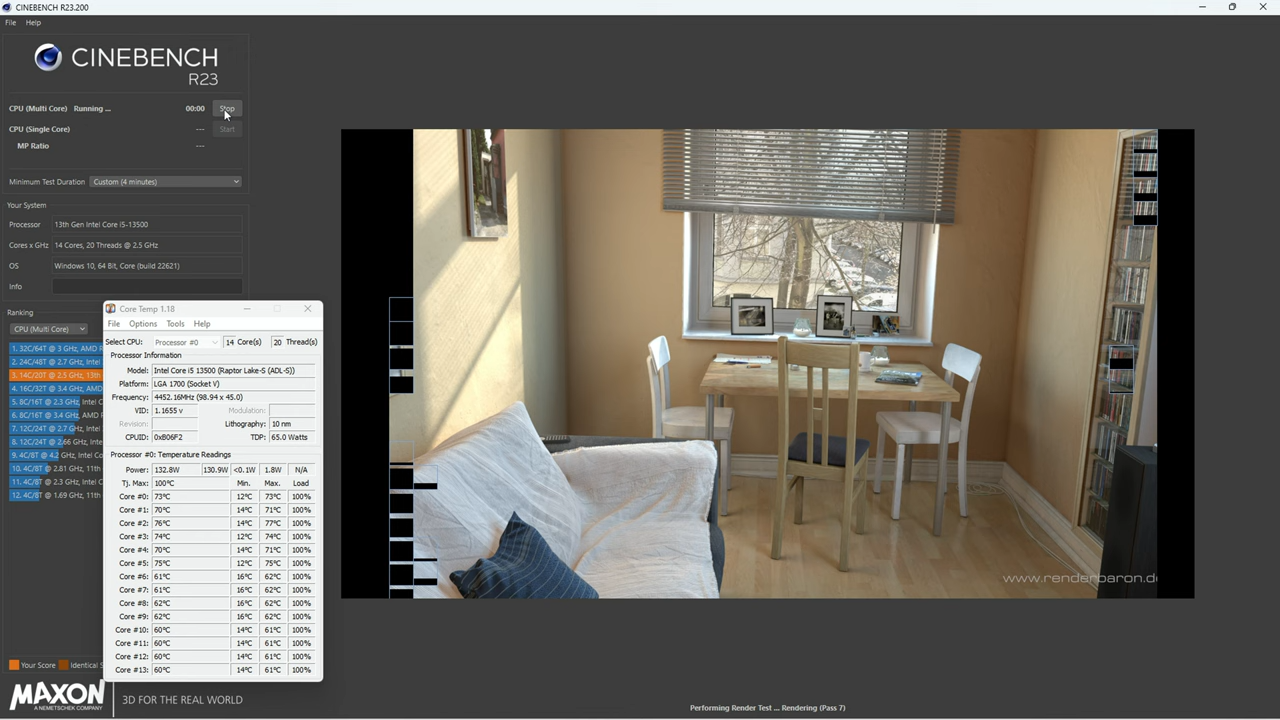 CINEBENCH R23.200
File Help
CINEBENCH
R23
CPU (Multi Core) Running ... 00:00 Stop
CPU (Single Core) --- Start
MP Ratio ---
Minimum Test Duration Custom (4 minutes)
Your System
Processor 13th Gen Intel Core i5-13500
Cores x GHz 14 Cores, 20 Threads @ 2.5 GHz
OS Windows 10, 64 Bit, Core (build 22621)
Info
Ranking
CPU (Multi Core)
1. 32C/64T @ 3 GHz, AMD R
2. 24C/48T @ 2.7 GHz, Intel
3. 14C/20T @ 2.5 GHz, 13th
4. 16C/32T @ 3.4 GHz, AMD
5. 8C/16T @ 2.3 GHz, Intel
6. 8C/16T @ 3.4 GHz, AMD
7. 12C/24T @ 2.7 GHz, Intel
8. 12C/24T @ 2.66 GHz, Inte
9. 4C/8T @ 4.2 GHz, Intel C
10. 4C/8T @ 2.81 GHz, 11th
11. 4C/8T @ 2.3 GHz, Intel C
12. 4C/8T @ 1.69 GHz, 11th
Core Temp 1.18
File Options Tools Help
Select CPU: Processor #0 14 Core(s) 20 Thread(s)
Processor Information
Model: Intel Core i5 13500 (Raptor Lake-S (ADL-S))
Platform: LGA 1700 (Socket V)
Frequency: 4452.16MHz (98.94 x 45.0)
VID: 1.1655 v Modulation:
Revision: Lithography: 10 nm
CPUID: 0xB06F2 TDP: 65.0 Watts
Processor #0: Temperature Readings
Power: 132.8W 130.9W <0.1W 1.8W N/A
Tj. Max: 100°C Min. Max. Load
Core #0: 73°C 12°C 73°C 100%
Core #1: 70°C 14°C 71°C 100%
Core #2: 76°C 14°C 77°C 100%
Core #3: 74°C 12°C 74°C 100%
Core #4: 70°C 14°C 71°C 100%
Core #5: 75°C 12°C 75°C 100%
Core #6: 61°C 16°C 62°C 100%
Core #7: 61°C 16°C 62°C 100%
Core #8: 62°C 16°C 62°C 100%
Core #9: 62°C 16°C 62°C 100%
Core #10: 60°C 14°C 61°C 100%
Core #11: 60°C 14°C 61°C 100%
Core #12: 60°C 14°C 61°C 100%
Core #13: 60°C 14°C 61°C 100%
Your Score Identical S
MAXON
A NEMETSCHEK COMPANY
3D FOR THE REAL WORLD
www.renderbaron.de
Performing Render Test ... Rendering (Pass 7)